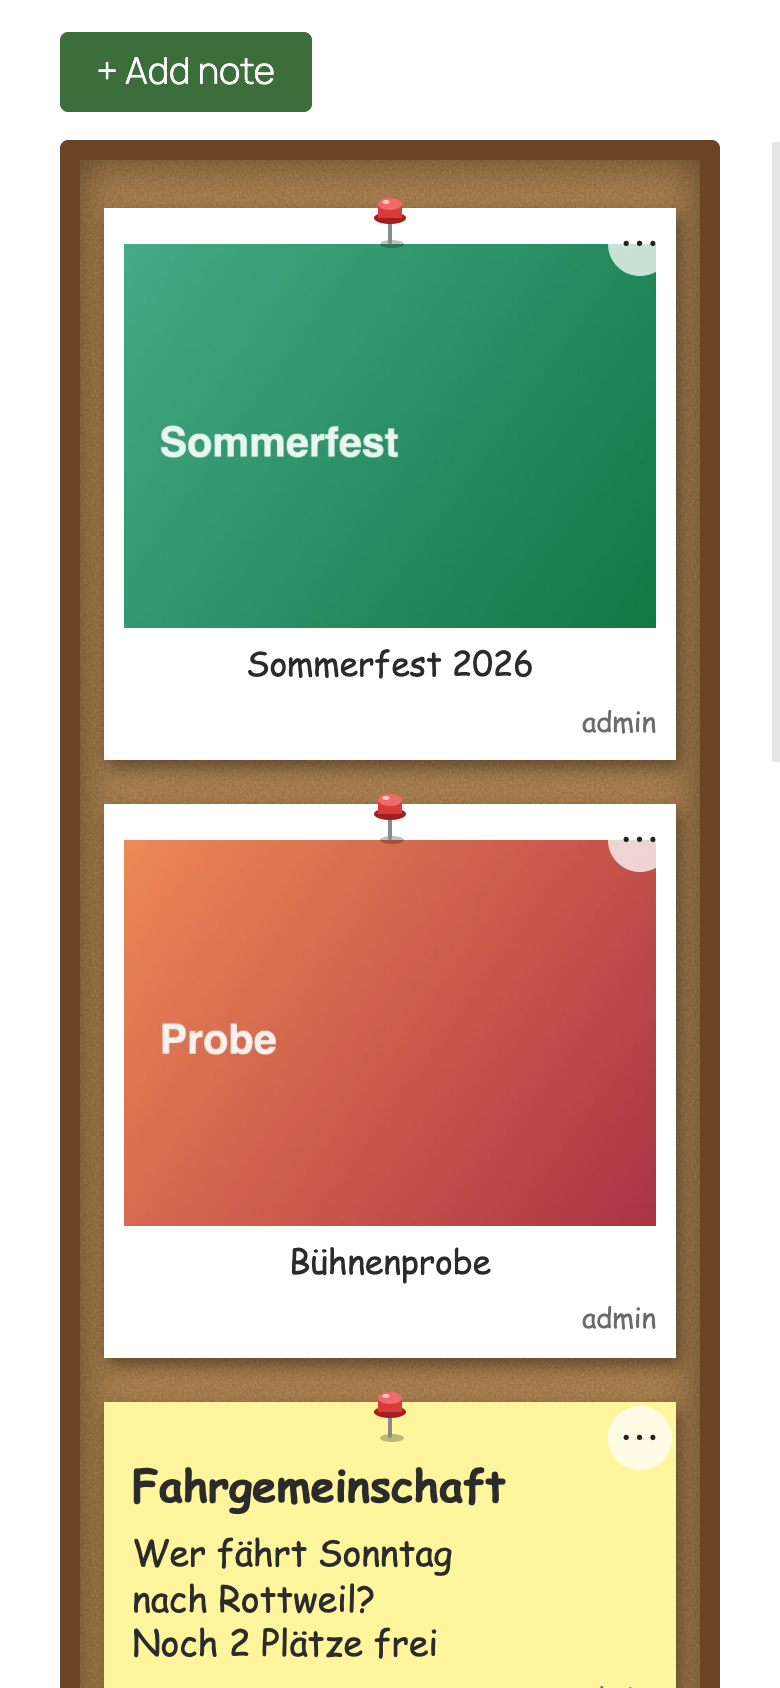 + Add note
...
Sommerfest
Sommerfest 2026
admin
...
Probe
Bühnenprobe
admin
...
Fahrgemeinschaft
Wer fährt Sonntag
nach Rottweil?
Noch 2 Plätze frei